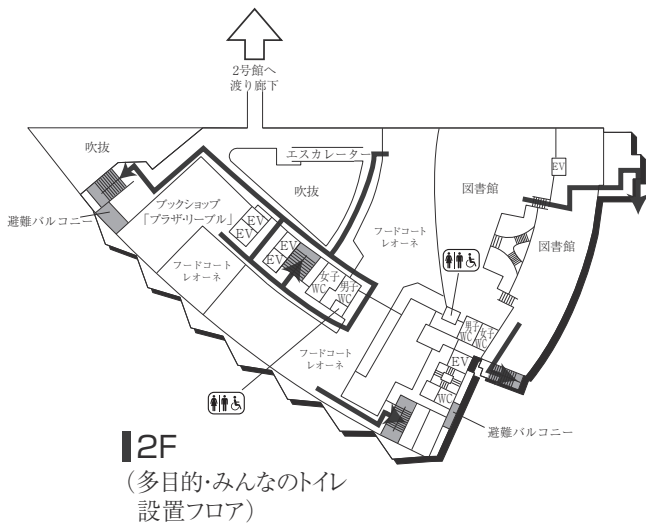 2号館へ
渡り廊下
吹抜
エスカレーター
EV
図書館
避難バルコニー
ブックショップ
「プラザ・リーブル」
吹抜
EV
EV
フードコート
レオーネ
図書館
フードコート
レオーネ
EV
EV
女子
WC
男子
WC
フードコート
レオーネ
男子
WC
女子
WC
EV
WC
避難バルコニー
2F
(多目的・みんなのトイレ
設置フロア)